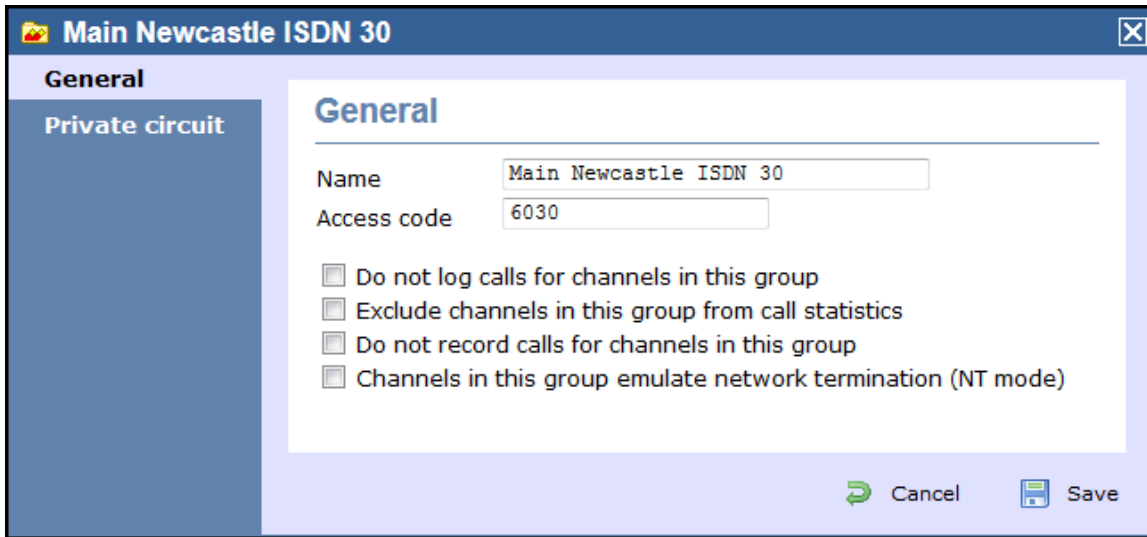 Main Newcastle ISDN 30
General
Private circuit
General
Name
Main Newcastle ISDN 30
Access code
6030
Do not log calls for channels in this group
Exclude channels in this group from call statistics
Do not record calls for channels in this group
Channels in this group emulate network termination (NT mode)
Cancel
Save